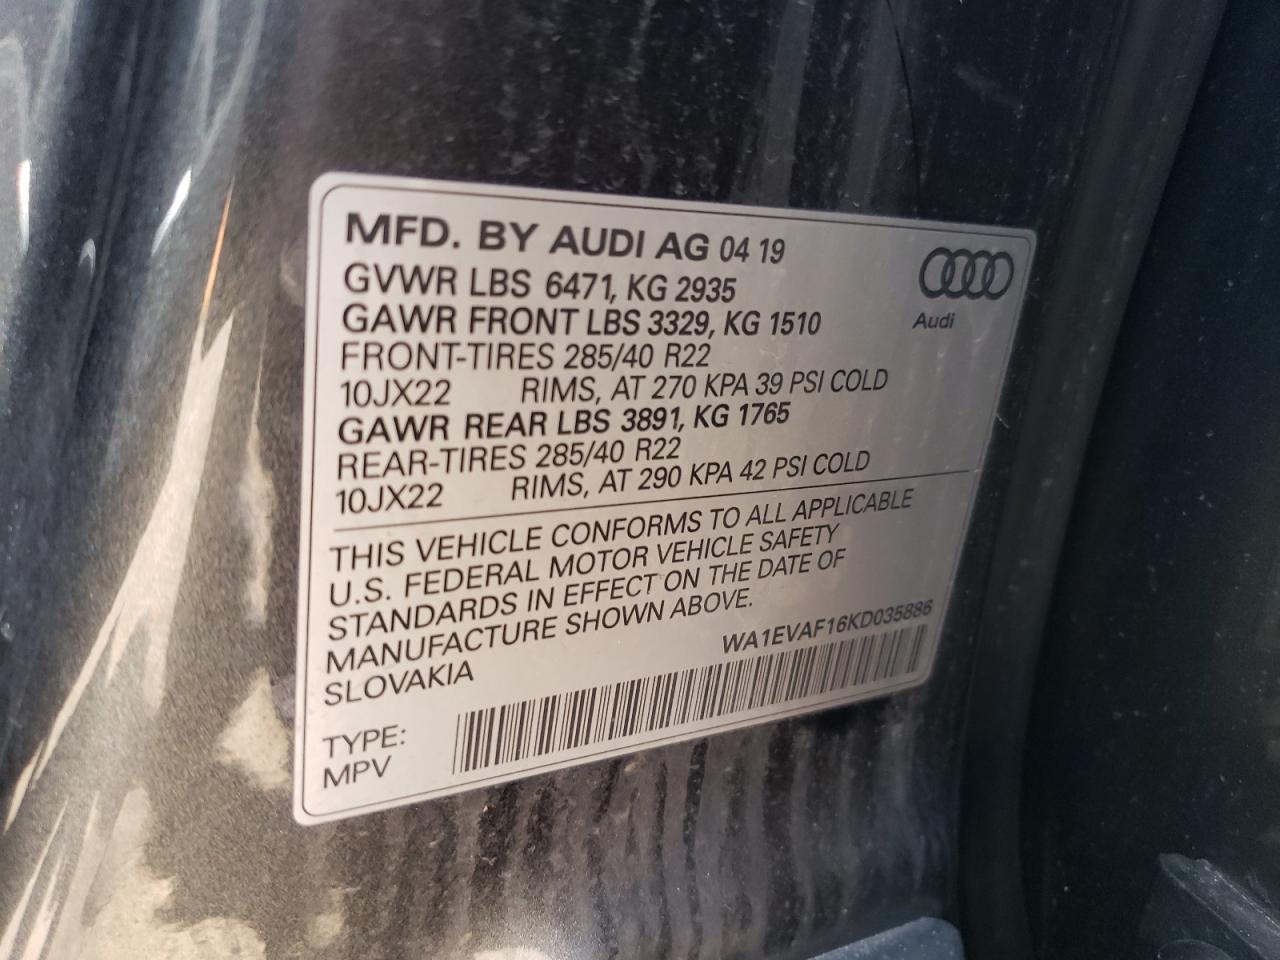 MFD. BY AUDI AG 04 19
GVWR LBS 6471, KG 2935
GAWR FRONT LBS 3329, KG 1510
FRONT-TIRES 285/40 R22
10JX22 RIMS, AT 270 KPA 39 PSI COLD
GAWR REAR LBS 3891, KG 1765
REAR-TIRES 285/40 R22
10JX22 RIMS, AT 290 KPA 42 PSI COLD
Audi
THIS VEHICLE CONFORMS TO ALL APPLICABLE
U.S. FEDERAL MOTOR VEHICLE SAFETY
STANDARDS IN EFFECT ON THE DATE OF
MANUFACTURE SHOWN ABOVE.
SLOVAKIA
WA1EVAF16KD035886
TYPE:
MPV